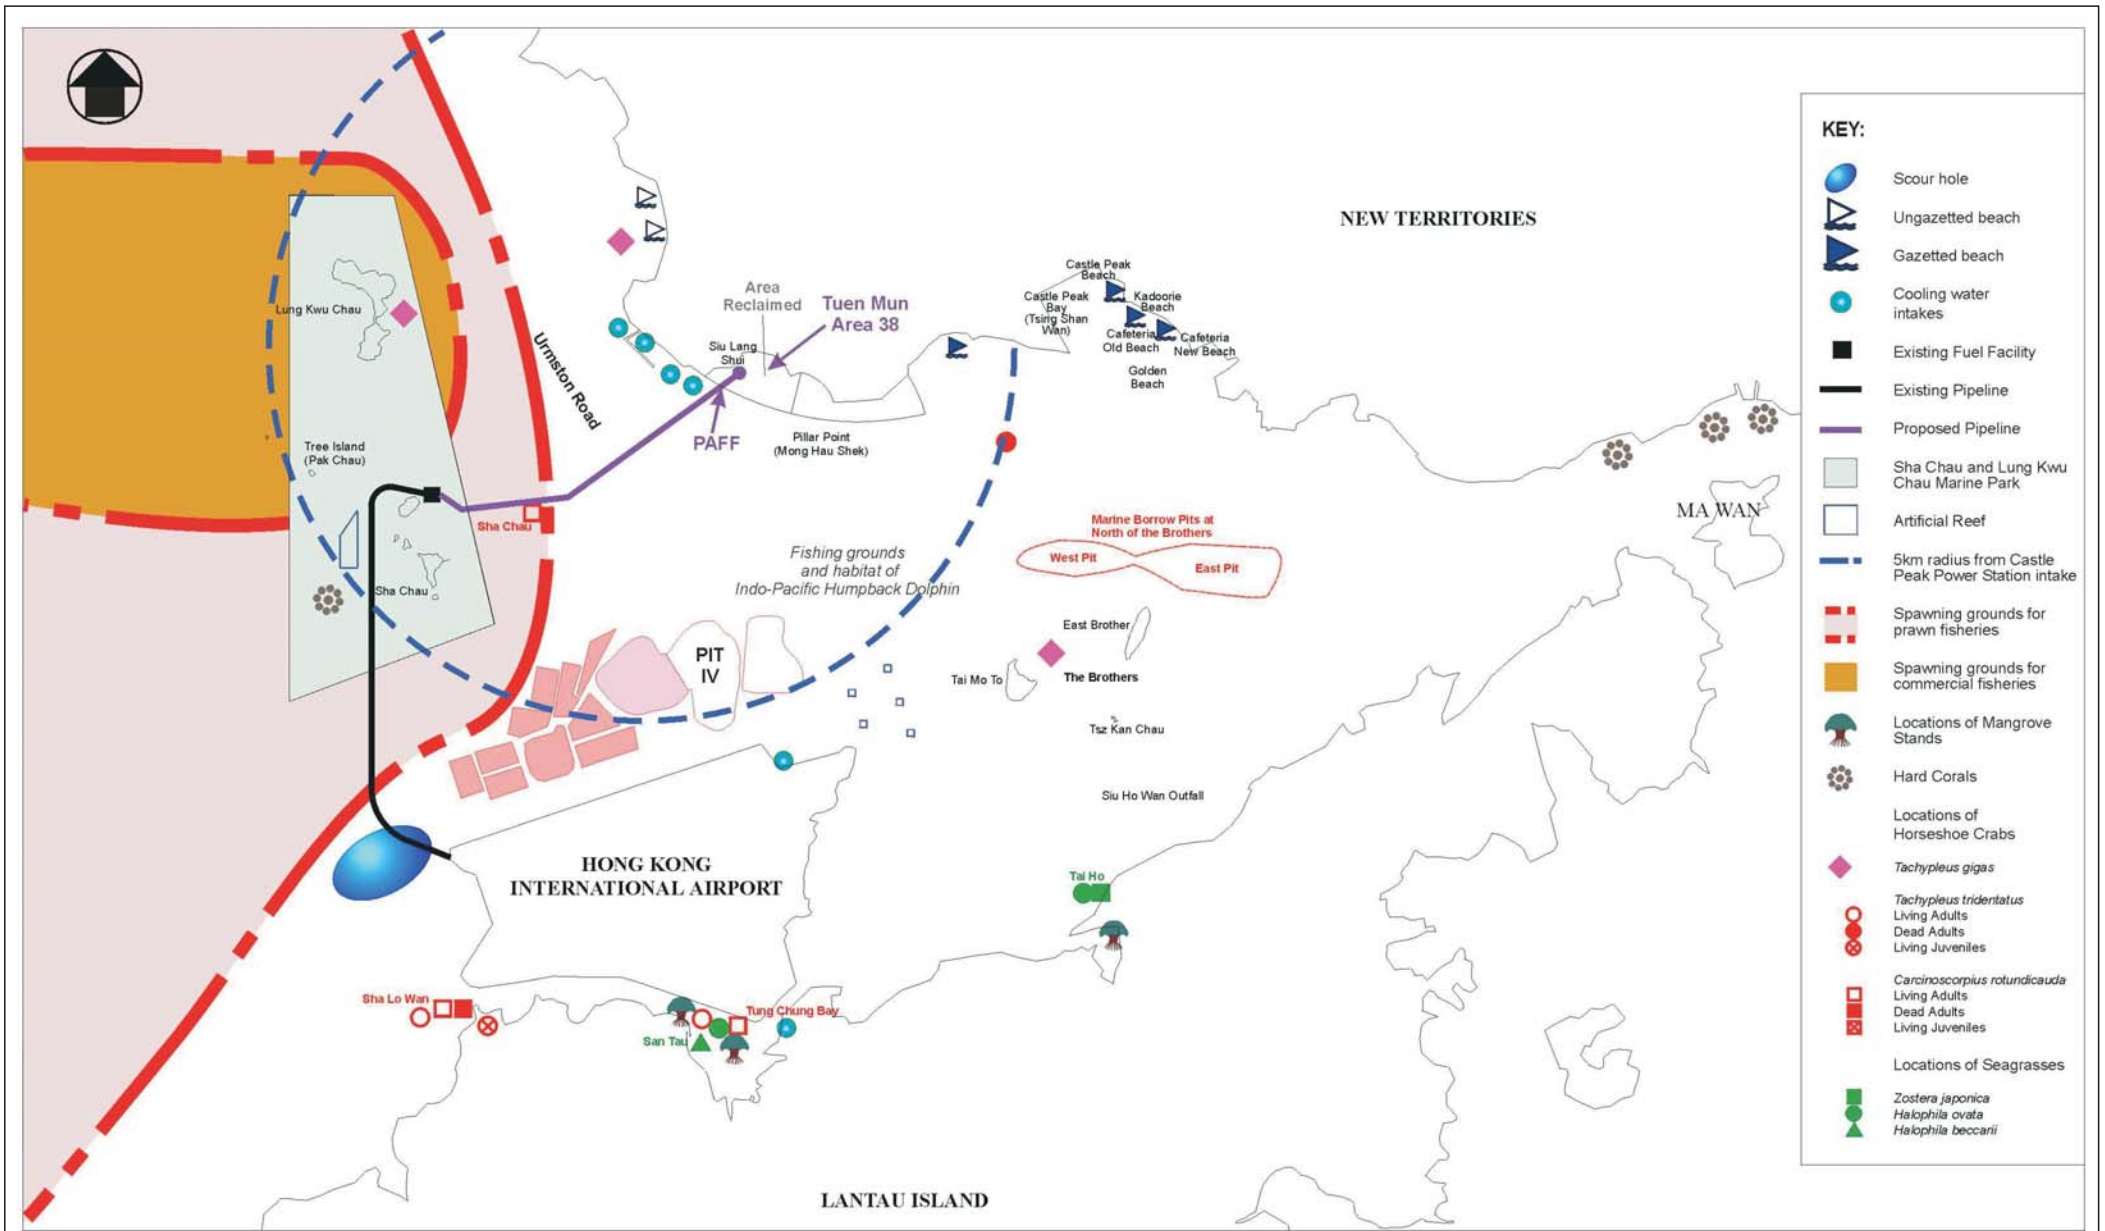 NEW TERRITORIES
Castle Peak
Beach
Castle Peak
Bay
(Tsing Shan
Wan)
Kadoorie
Beach
Cafeteria
Old Beach
Cafeteria
New Beach
Golden
Beach
Area
Reclaimed
Tuen Mun
Area 38
Siu Lang
Shui
PAFF
Pillar Point
(Mong Hau Shek)
Urmston Road
Lung Kwu Chau
Tree Island
(Pak Chau)
Sha Chau
Sha Chau
Fishing grounds
and habitat of
Indo-Pacific Humpback Dolphin
Marine Borrow Pits at
North of the Brothers
West Pit
East Pit
MA WAN
East Brother
PIT
IV
Tai Mo To
The Brothers
Tsz Kan Chau
Siu Ho Wan Outfall
HONG KONG
INTERNATIONAL AIRPORT
Tai Ho
Sha Lo Wan
Tung Chung Bay
San Tau
LANTAU ISLAND
KEY:
Scour hole
Ungazetted beach
Gazetted beach
Cooling water
intakes
Existing Fuel Facility
Existing Pipeline
Proposed Pipeline
Sha Chau and Lung Kwu
Chau Marine Park
Artificial Reef
5km radius from Castle
Peak Power Station intake
Spawning grounds for
prawn fisheries
Spawning grounds for
commercial fisheries
Locations of Mangrove
Stands
Hard Corals
Locations of
Horseshoe Crabs
Tachypleus gigas
Tachypleus tridentatus
Living Adults
Dead Adults
Living Juveniles
Carcinoscorpius rotundicauda
Living Adults
Dead Adults
Living Juveniles
Locations of Seagrasses
Zostera japonica
Halophila ovata
Halophila beccarii